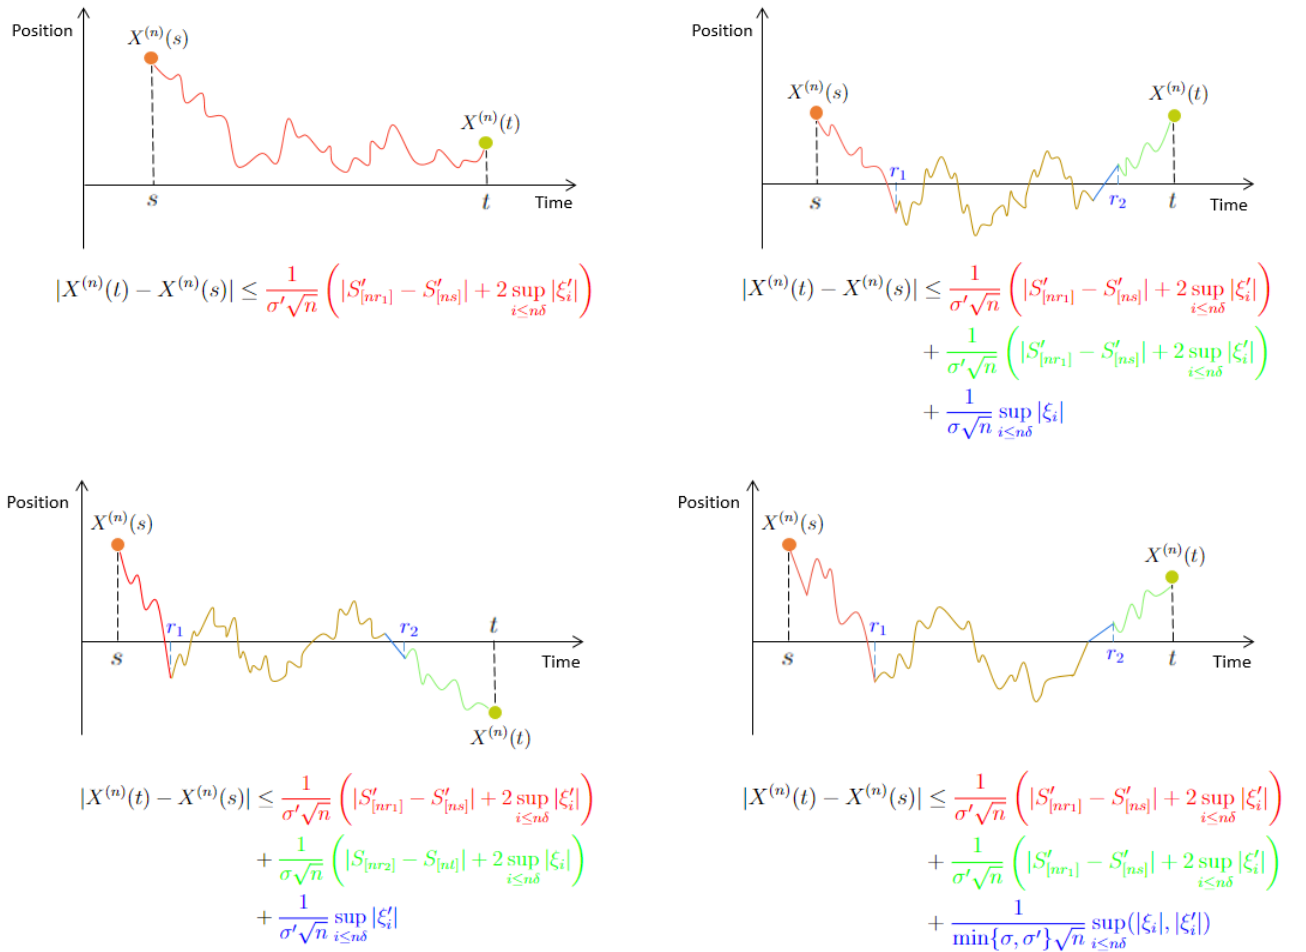 Position
X^{(n)}(s)
X^{(n)}(t)
s
t
Time
|X^{(n)}(t) − X^{(n)}(s)| ≤ \frac{1}{σ'\sqrt{n}} ( |S'_{[nr_1]} − S'_{[ns]}| + 2 \sup_{i≤nδ} |ξ'_i| )
Position
X^{(n)}(s)
X^{(n)}(t)
r_1
s
r_2
t
Time
|X^{(n)}(t) − X^{(n)}(s)| ≤ \frac{1}{σ'\sqrt{n}} ( |S'_{[nr_1]} − S'_{[ns]}| + 2 \sup_{i≤nδ} |ξ'_i| )
+ \frac{1}{σ'\sqrt{n}} ( |S'_{[nr_1]} − S'_{[ns]}| + 2 \sup_{i≤nδ} |ξ'_i| )
+ \frac{1}{σ\sqrt{n}} \sup_{i≤nδ} |ξ_i|
Position
X^{(n)}(s)
r_1
r_2
t
s
Time
X^{(n)}(t)
|X^{(n)}(t) − X^{(n)}(s)| ≤ \frac{1}{σ'\sqrt{n}} ( |S'_{[nr_1]} − S'_{[ns]}| + 2 \sup_{i≤nδ} |ξ'_i| )
+ \frac{1}{σ\sqrt{n}} ( |S_{[nr_2]} − S_{[nt]}| + 2 \sup_{i≤nδ} |ξ_i| )
+ \frac{1}{σ'\sqrt{n}} \sup_{i≤nδ} |ξ'_i|
Position
X^{(n)}(s)
X^{(n)}(t)
r_1
s
r_2
t
Time
|X^{(n)}(t) − X^{(n)}(s)| ≤ \frac{1}{σ'\sqrt{n}} ( |S'_{[nr_1]} − S'_{[ns]}| + 2 \sup_{i≤nδ} |ξ'_i| )
+ \frac{1}{σ'\sqrt{n}} ( |S'_{[nr_1]} − S'_{[ns]}| + 2 \sup_{i≤nδ} |ξ'_i| )
+ \frac{1}{\min\{σ, σ'\}\sqrt{n}} \sup_{i≤nδ} (|ξ_i|, |ξ'_i|)